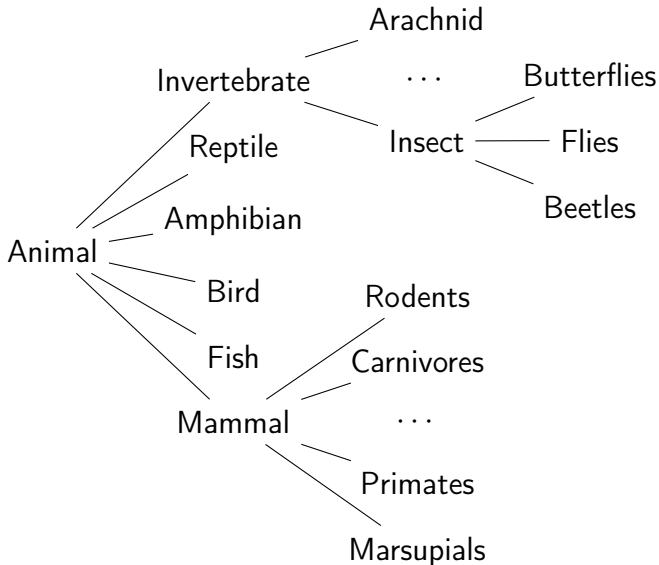 Arachnid
Invertebrate
...
Butterflies
Insect
Flies
Reptile
Beetles
Amphibian
Animal
Bird
Rodents
Fish
Carnivores
Mammal
...
Primates
Marsupials